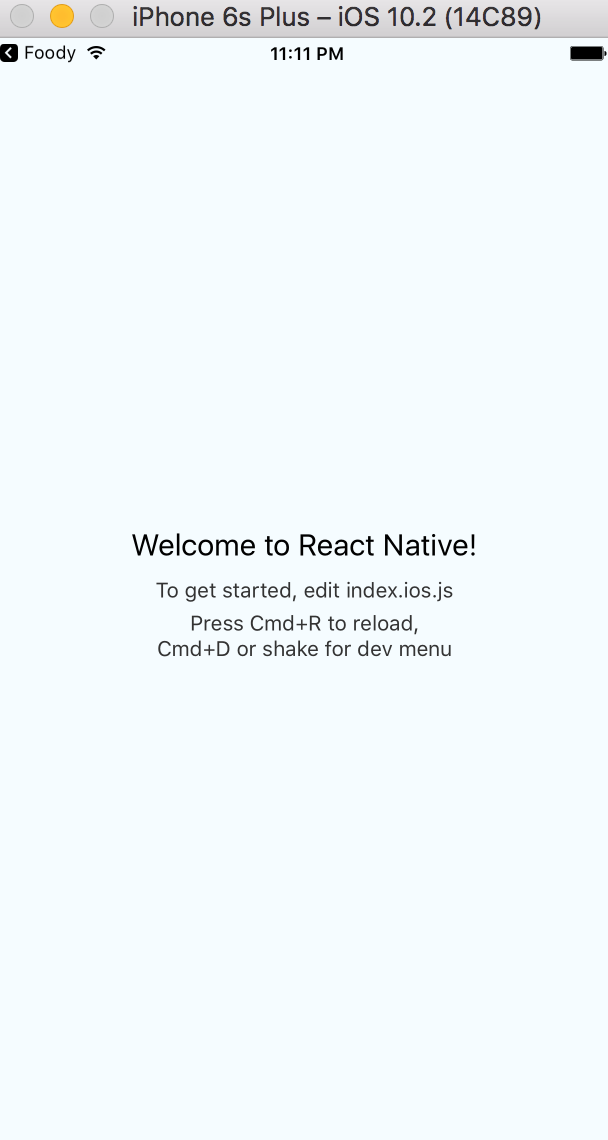 iPhone 6s Plus – iOS 10.2 (14C89)
Foody 11:11 PM
Welcome to React Native!
To get started, edit index.ios.js
Press Cmd+R to reload,
Cmd+D or shake for dev menu